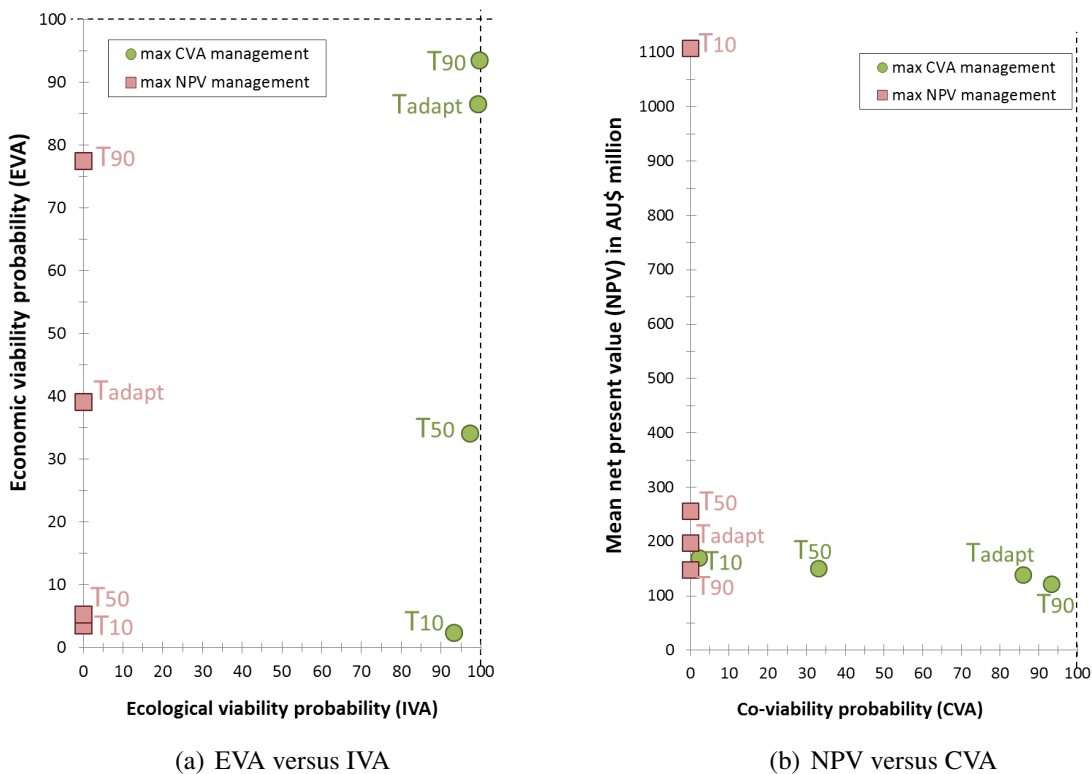 Economic viability probability (EVA)
100
90
80
70
60
50
40
30
20
10
0
max CVA management
max NPV management
T90
Tadapt
T90
Tadapt
T50
T50
T10
T10
0 10 20 30 40 50 60 70 80 90 100
Ecological viability probability (IVA)
(a) EVA versus IVA
Mean net present value (NPV) in AU$ million
1100
1000
900
800
700
600
500
400
300
200
100
0
T10
max CVA management
max NPV management
T50
Tadapt
T10
T50
Tadapt
T90
T90
0 10 20 30 40 50 60 70 80 90 100
Co-viability probability (CVA)
(b) NPV versus CVA